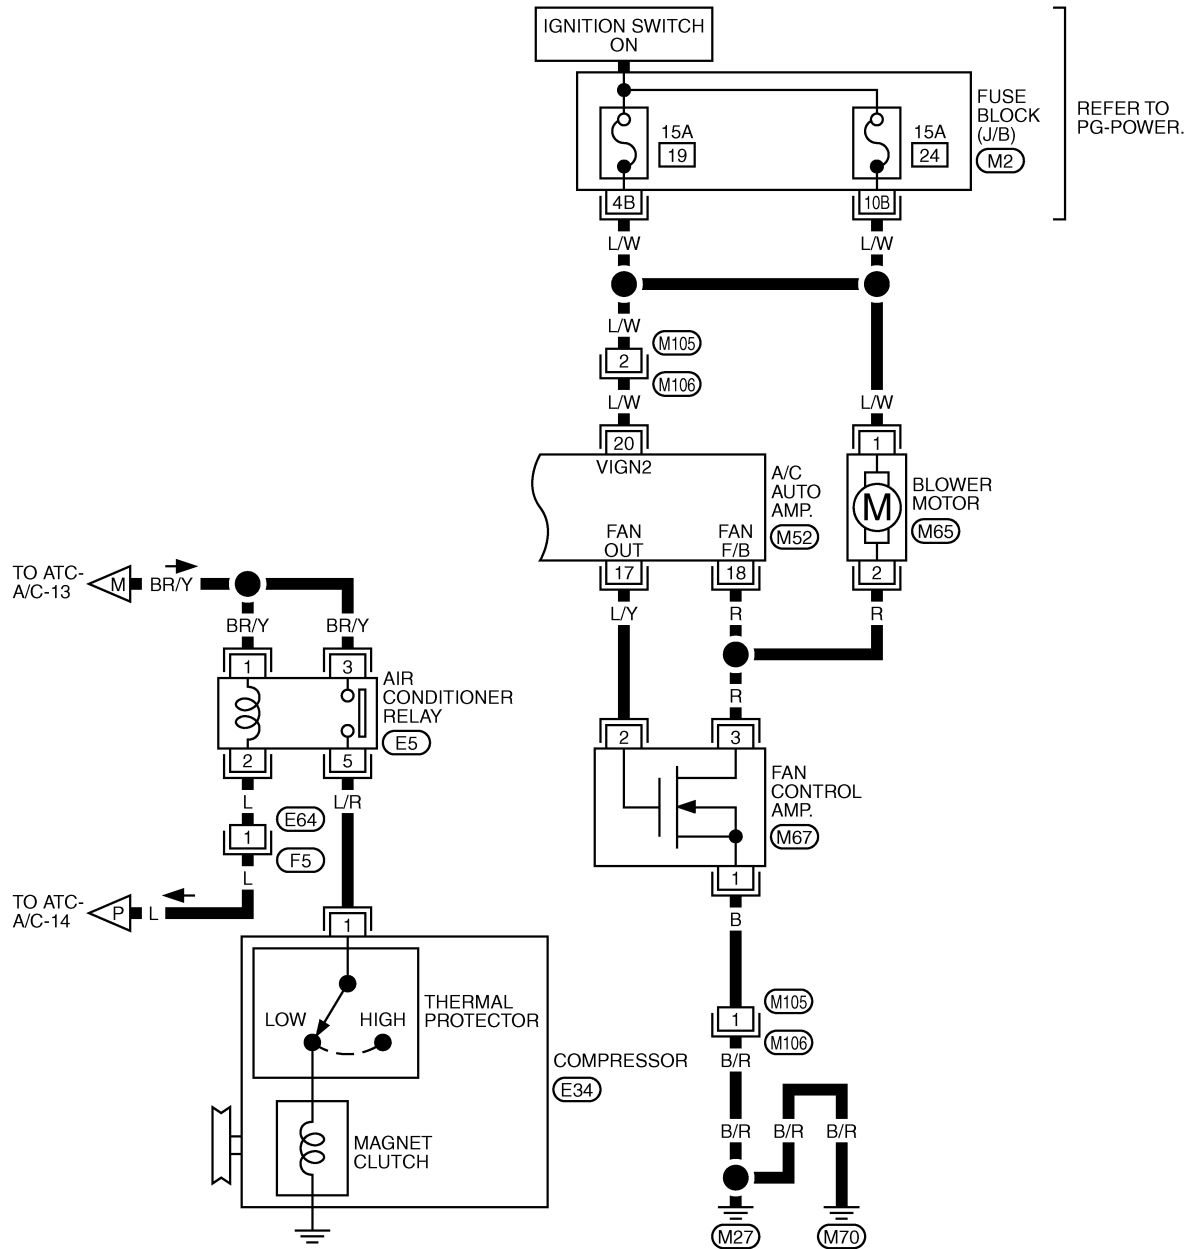 IGNITION SWITCH
ON
FUSE
BLOCK
(J/B)
M2
REFER TO
PG-POWER.
15A
19
15A
24
4B
10B
L/W
L/W
L/W
2
M105
M106
L/W
L/W
20
VIGN2
1
A/C
AUTO
AMP.
M52
BLOWER
MOTOR
M65
M
FAN
OUT
FAN
F/B
17
18
2
L/Y
R
R
R
TO ATC-
A/C-13
M
BR/Y
BR/Y
BR/Y
1
3
AIR
CONDITIONER
RELAY
E5
2
5
L
L/R
E64
1
F5
L
TO ATC-
A/C-14
P
L
2
3
FAN
CONTROL
AMP.
M67
1
B
M105
1
M106
B/R
B/R
B/R
B/R
M27
M70
1
THERMAL
PROTECTOR
LOW
HIGH
COMPRESSOR
E34
MAGNET
CLUTCH